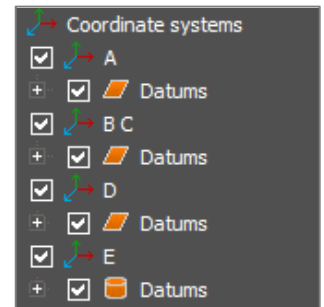 Coordinate systems
A
Datums
B C
Datums
D
Datums
E
Datums